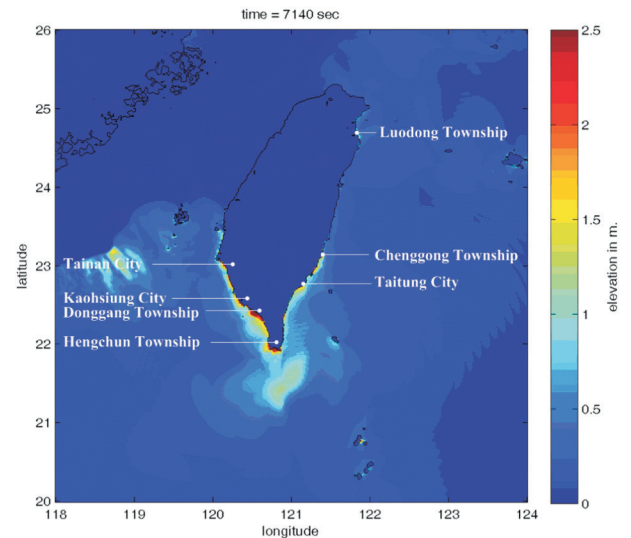 time = 7140 sec
26
25
24
23
22
21
20
latitude
118
119
120
121
122
123
124
longitude
Luodong Township
Chenggong Township
Tainan City
Taitung City
Kaohsiung City
Donggang Township
Hengchun Township
2.5
2
1.5
1
0.5
0
elevation in m.